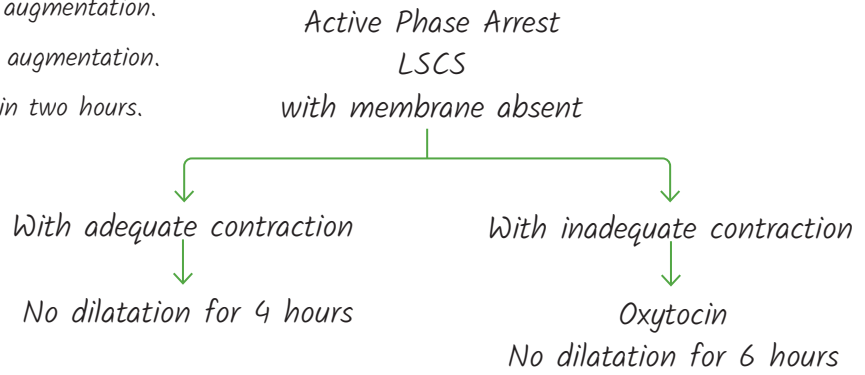 augmentation.
augmentation.
in two hours.
Active Phase Arrest
LSCS
with membrane absent
With adequate contraction
With inadequate contraction
No dilatation for 4 hours
Oxytocin
No dilatation for 6 hours